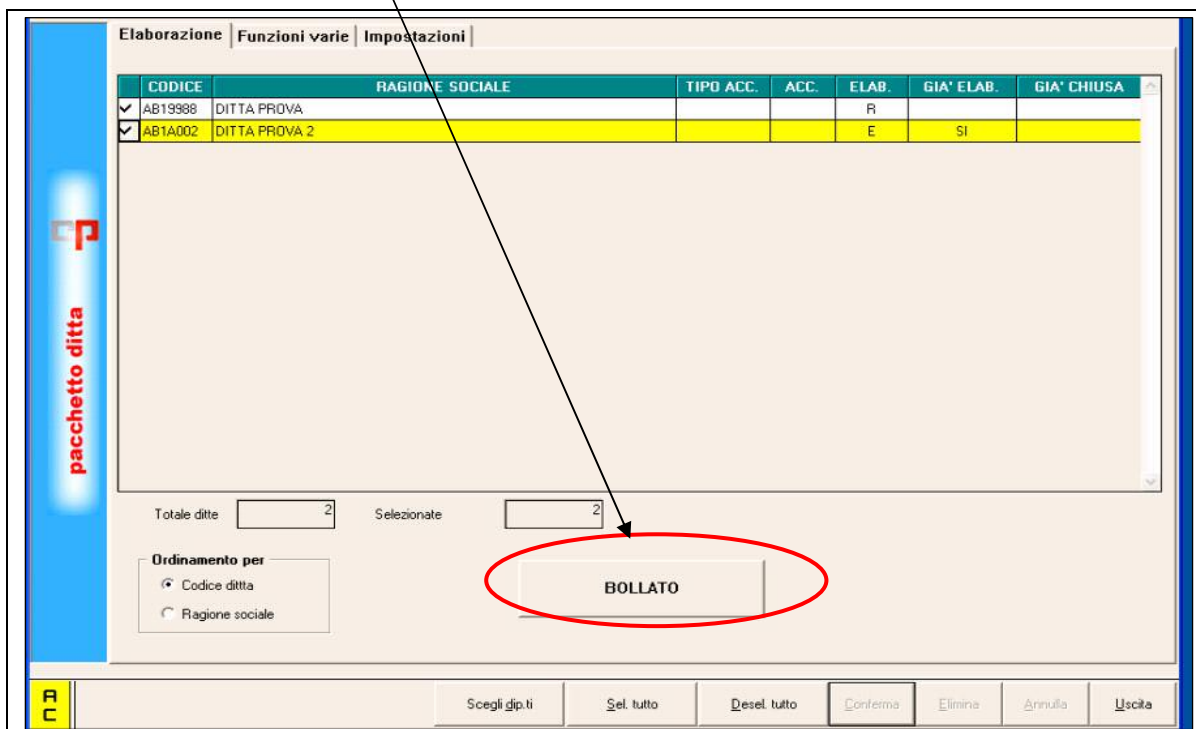 Elaborazione Funzioni varie Impostazioni
CODICE RAGIONE SOCIALE TIPO ACC. ACC. ELAB. GIA' ELAB. GIA' CHIUSA
AB19988 DITTA PROVA R
AB1A002 DITTA PROVA 2 E SI
cp
pacchetto ditta
Totale ditte 2 Selezionate 2
Ordinamento per
Codice dittta
Ragione sociale
BOLLATO
A
C
Scegli dip.ti Sel. tutto Desel. tutto Conferma Elimina Annulla Uscita